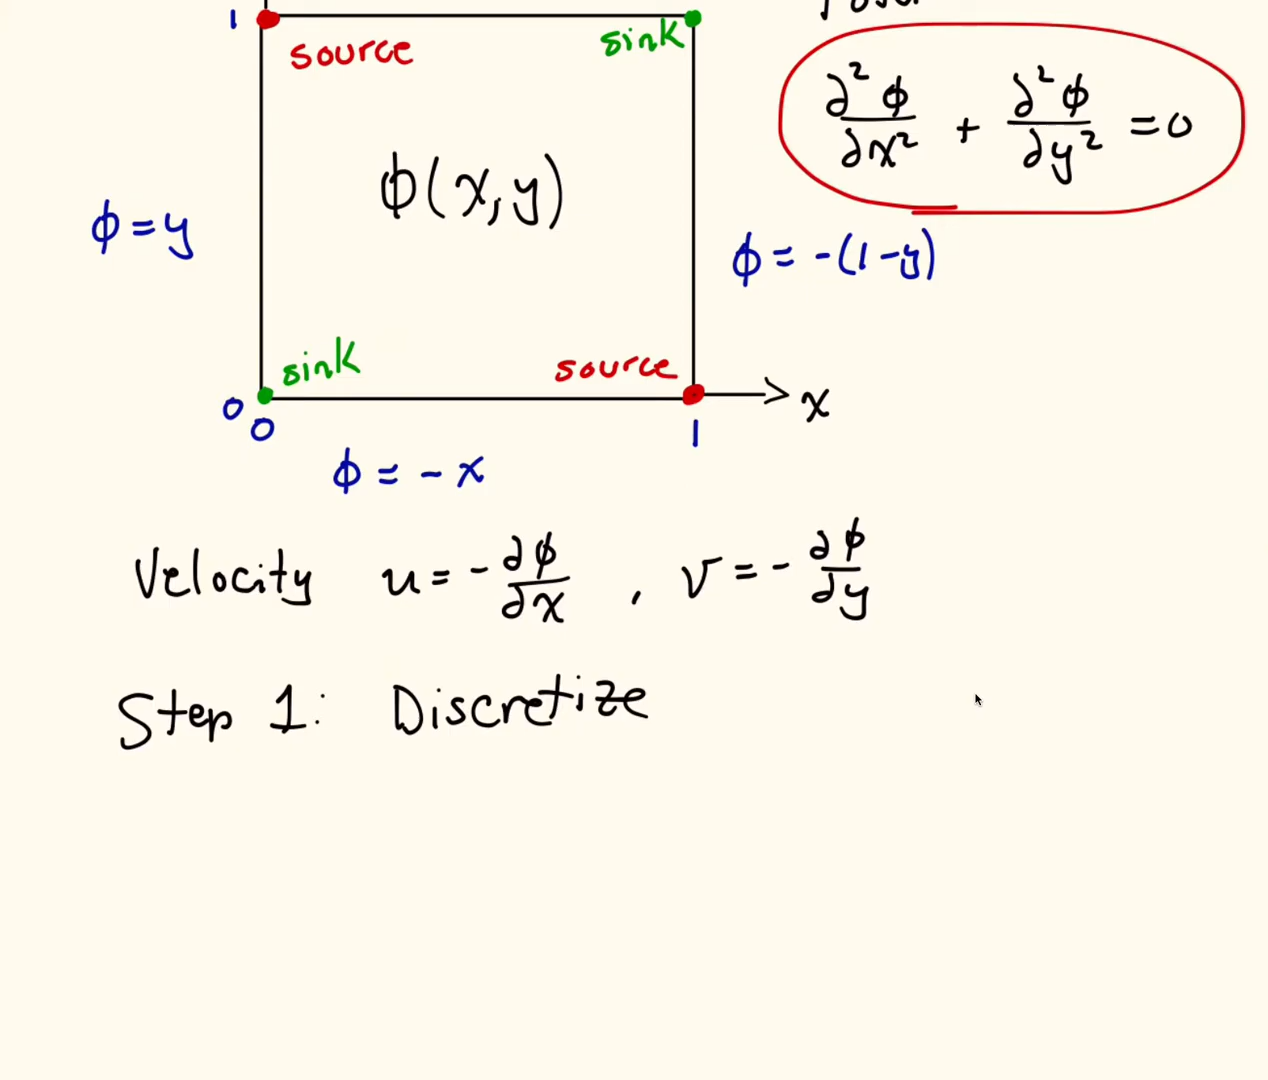 1
source
sink
∂²ϕ/∂x² + ∂²ϕ/∂y² = 0
ϕ(x,y)
ϕ = y
ϕ = -(1-y)
sink
source
0
0
1
x
ϕ = - x
Velocity u = - ∂ϕ/∂x , v = - ∂ϕ/∂y
Step 1: Discretize